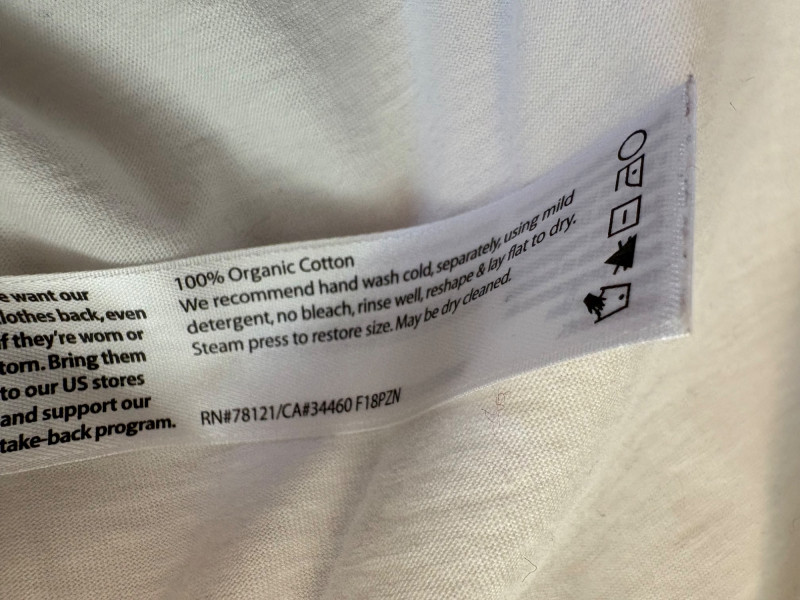 e want our
lothes back, even
f they're worn or
torn. Bring them
to our US stores
and support our
take-back program.
100% Organic Cotton
We recommend hand wash cold, separately, using mild
detergent, no bleach, rinse well, reshape & lay flat to dry.
Steam press to restore size. May be dry cleaned.
RN#78121/CA#34460 F18PZN